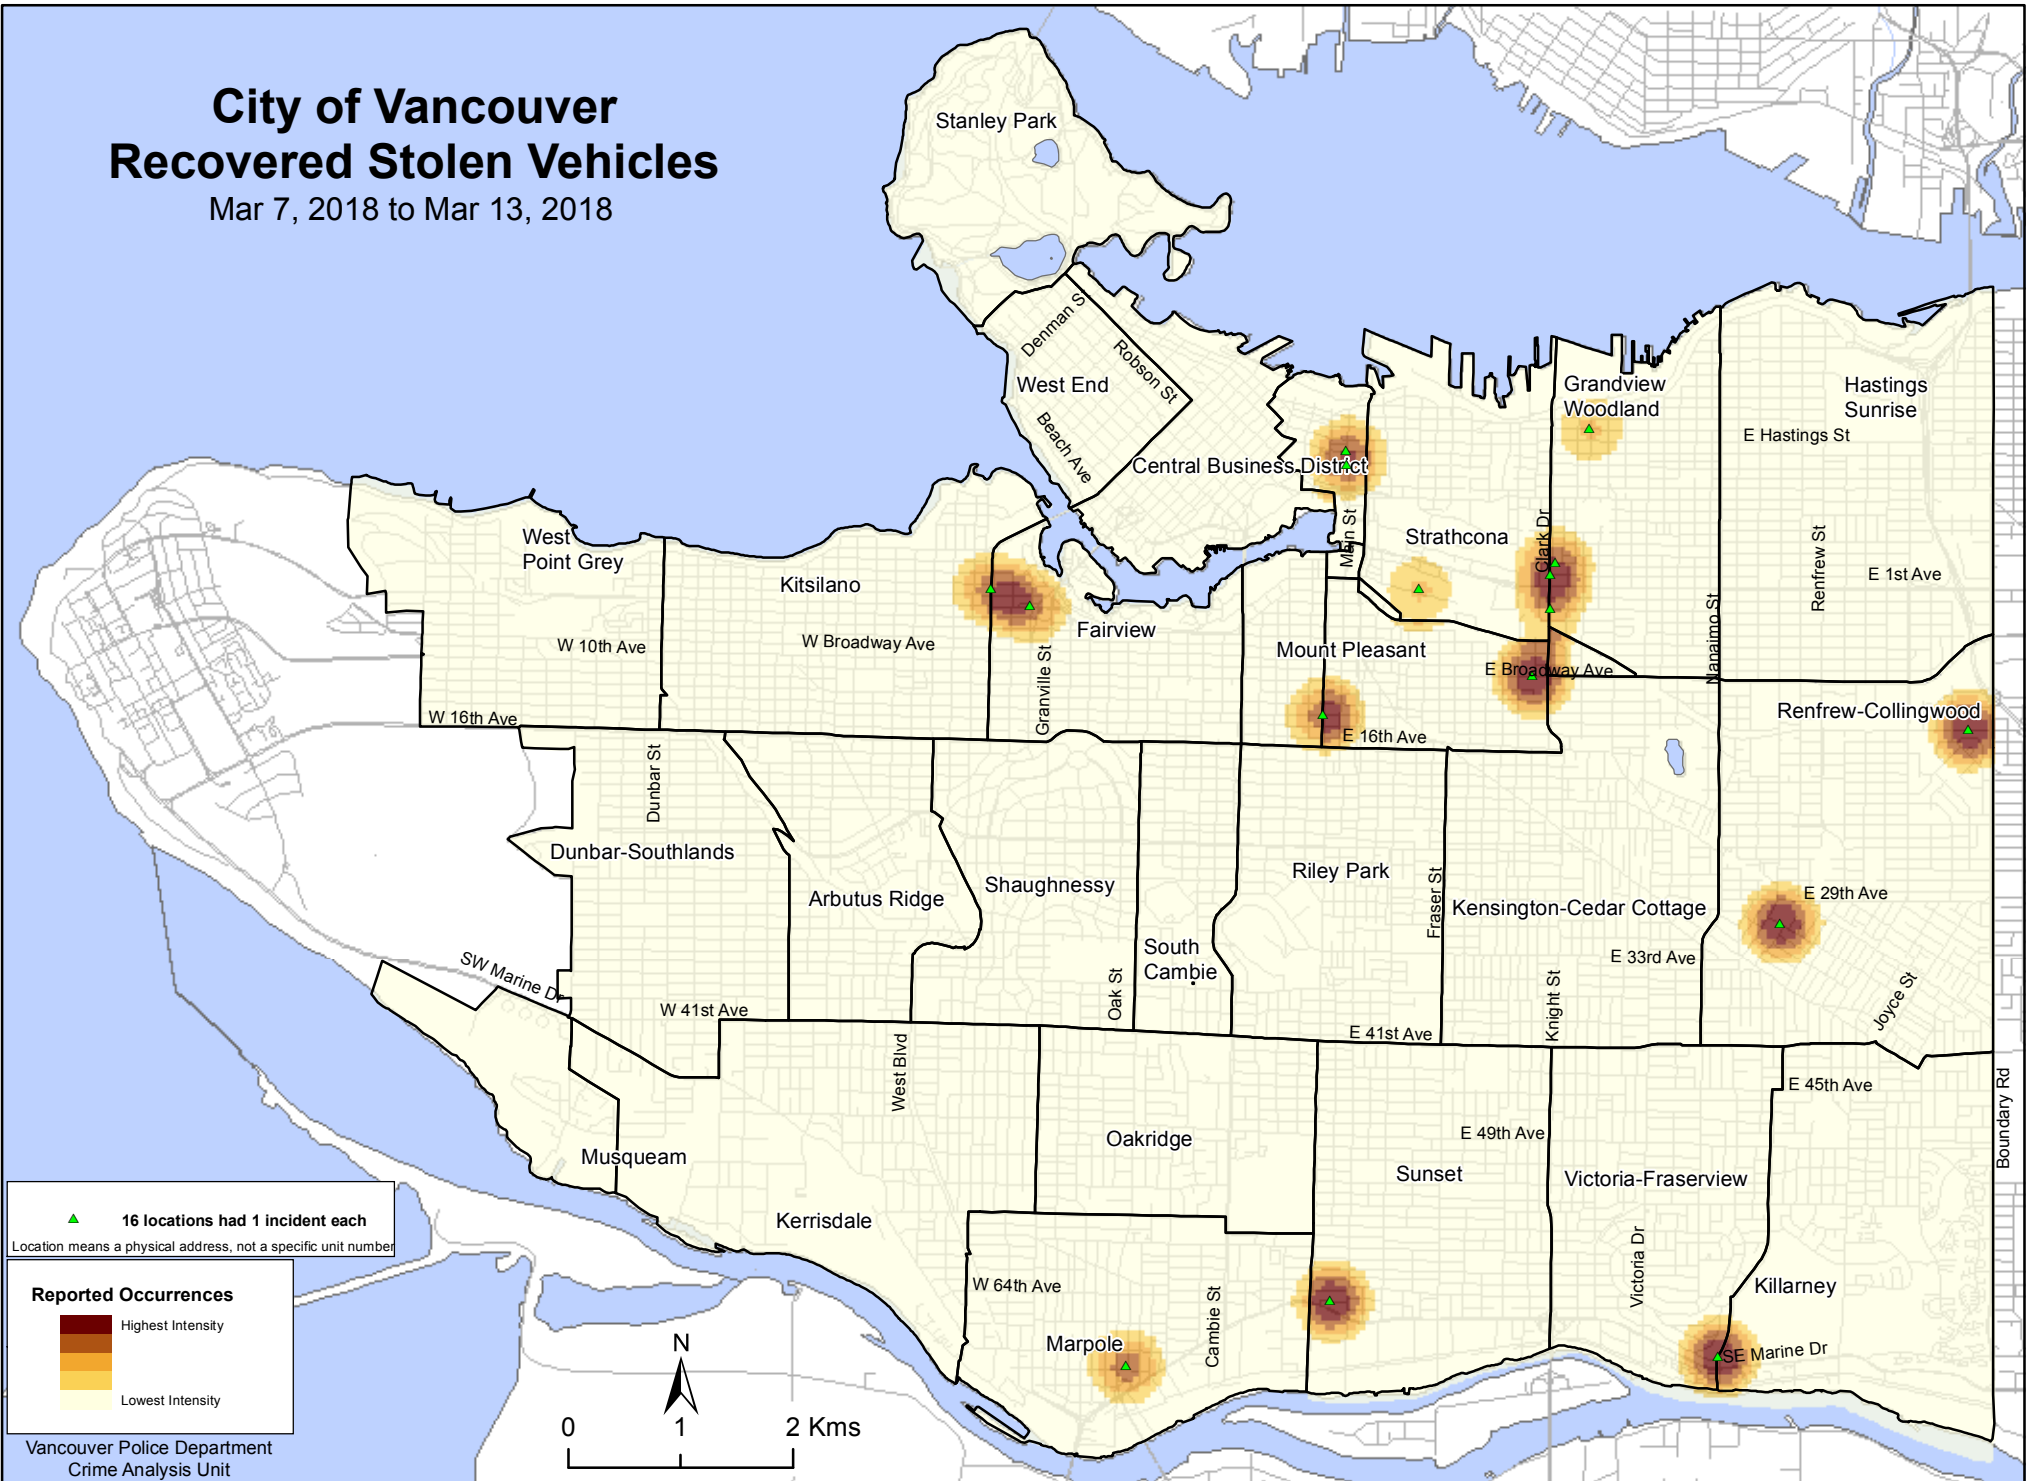 City of Vancouver
Recovered Stolen Vehicles
Mar 7, 2018 to Mar 13, 2018
Stanley Park
Denman St
Robson St
West End
Beach Ave
Central Business District
Grandview
Woodland
Hastings
Sunrise
E Hastings St
Main St
Strathcona
Clark Dr
Renfrew St
E 1st Ave
Nanaimo St
West
Point Grey
Kitsilano
W 10th Ave
W Broadway Ave
Fairview
Granville St
Mount Pleasant
E Broadway Ave
W 16th Ave
E 16th Ave
Renfrew-Collingwood
Dunbar St
Dunbar-Southlands
Arbutus Ridge
Shaughnessy
Riley Park
Fraser St
Kensington-Cedar Cottage
E 29th Ave
South
Cambie
E 33rd Ave
SW Marine Dr
W 41st Ave
Oak St
E 41st Ave
Knight St
Joyce St
West Blvd
E 45th Ave
Boundary Rd
Musqueam
Oakridge
E 49th Ave
Sunset
Victoria-Fraserview
Kerrisdale
W 64th Ave
Victoria Dr
Killarney
Marpole
Cambie St
SE Marine Dr
16 locations had 1 incident each
Location means a physical address, not a specific unit number
Reported Occurrences
Highest Intensity
Lowest Intensity
Vancouver Police Department
Crime Analysis Unit
N
0 1 2 Kms